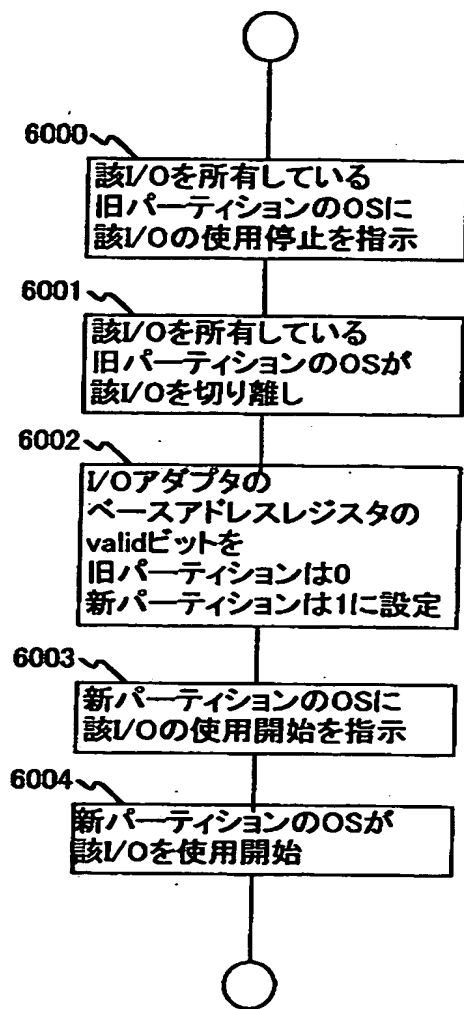 6000
該I/Oを所有している
旧パーティションのOSに
該I/Oの使用停止を指示
6001
該I/Oを所有している
旧パーティションのOSが
該I/Oを切り離し
6002
I/Oアダプタの
ベースアドレスレジスタの
validビットを
旧パーティションは0
新パーティションは1に設定
6003
新パーティションのOSに
該I/Oの使用開始を指示
6004
新パーティションのOSが
該I/Oを使用開始